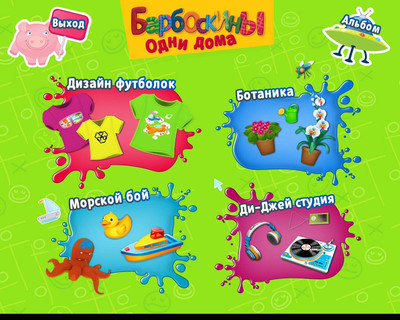 Выход
Барбоскины
Одни дома
Альбом
Дизайн футболок
Ботаника
Морской бой
Ди-Джей студия